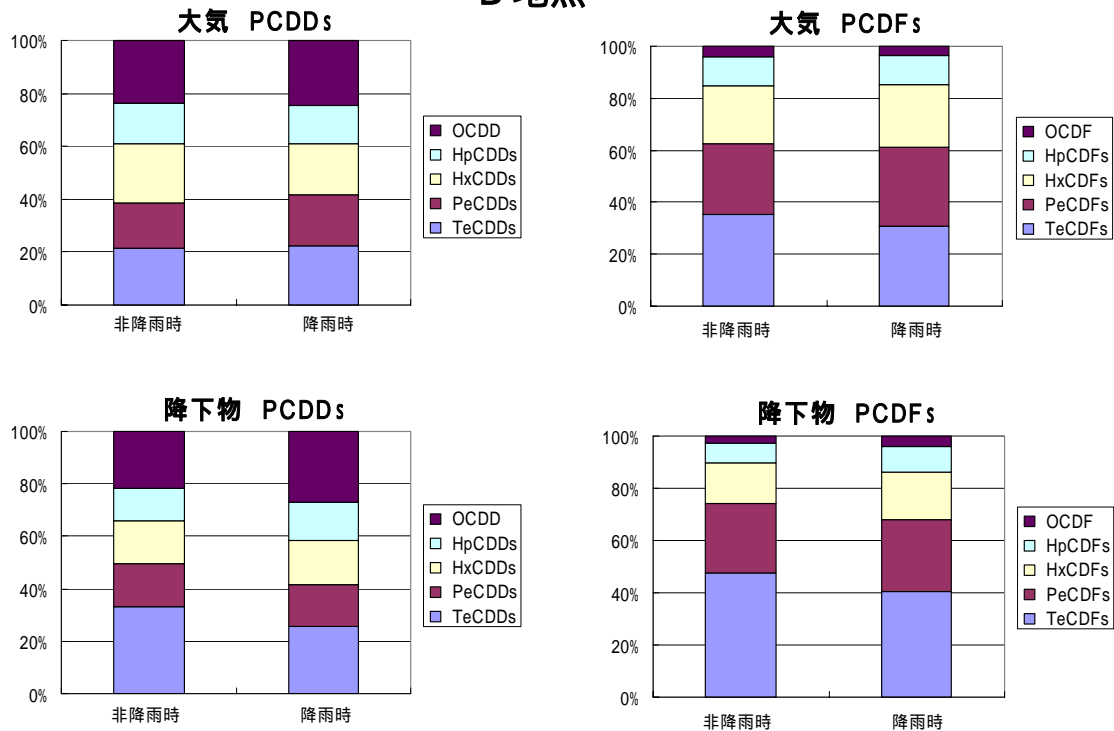 大気 PCDDs
100%
80%
60%
40%
20%
0%
非降雨時 降雨時
OCDD
HpCDDs
HxCDDs
PeCDDs
TeCDDs
大気 PCDFs
100%
80%
60%
40%
20%
0%
非降雨時 降雨時
OCDF
HpCDFs
HxCDFs
PeCDFs
TeCDFs
降下物 PCDDs
100%
80%
60%
40%
20%
0%
非降雨時 降雨時
OCDD
HpCDDs
HxCDDs
PeCDDs
TeCDDs
降下物 PCDFs
100%
80%
60%
40%
20%
0%
非降雨時 降雨時
OCDF
HpCDFs
HxCDFs
PeCDFs
TeCDFs